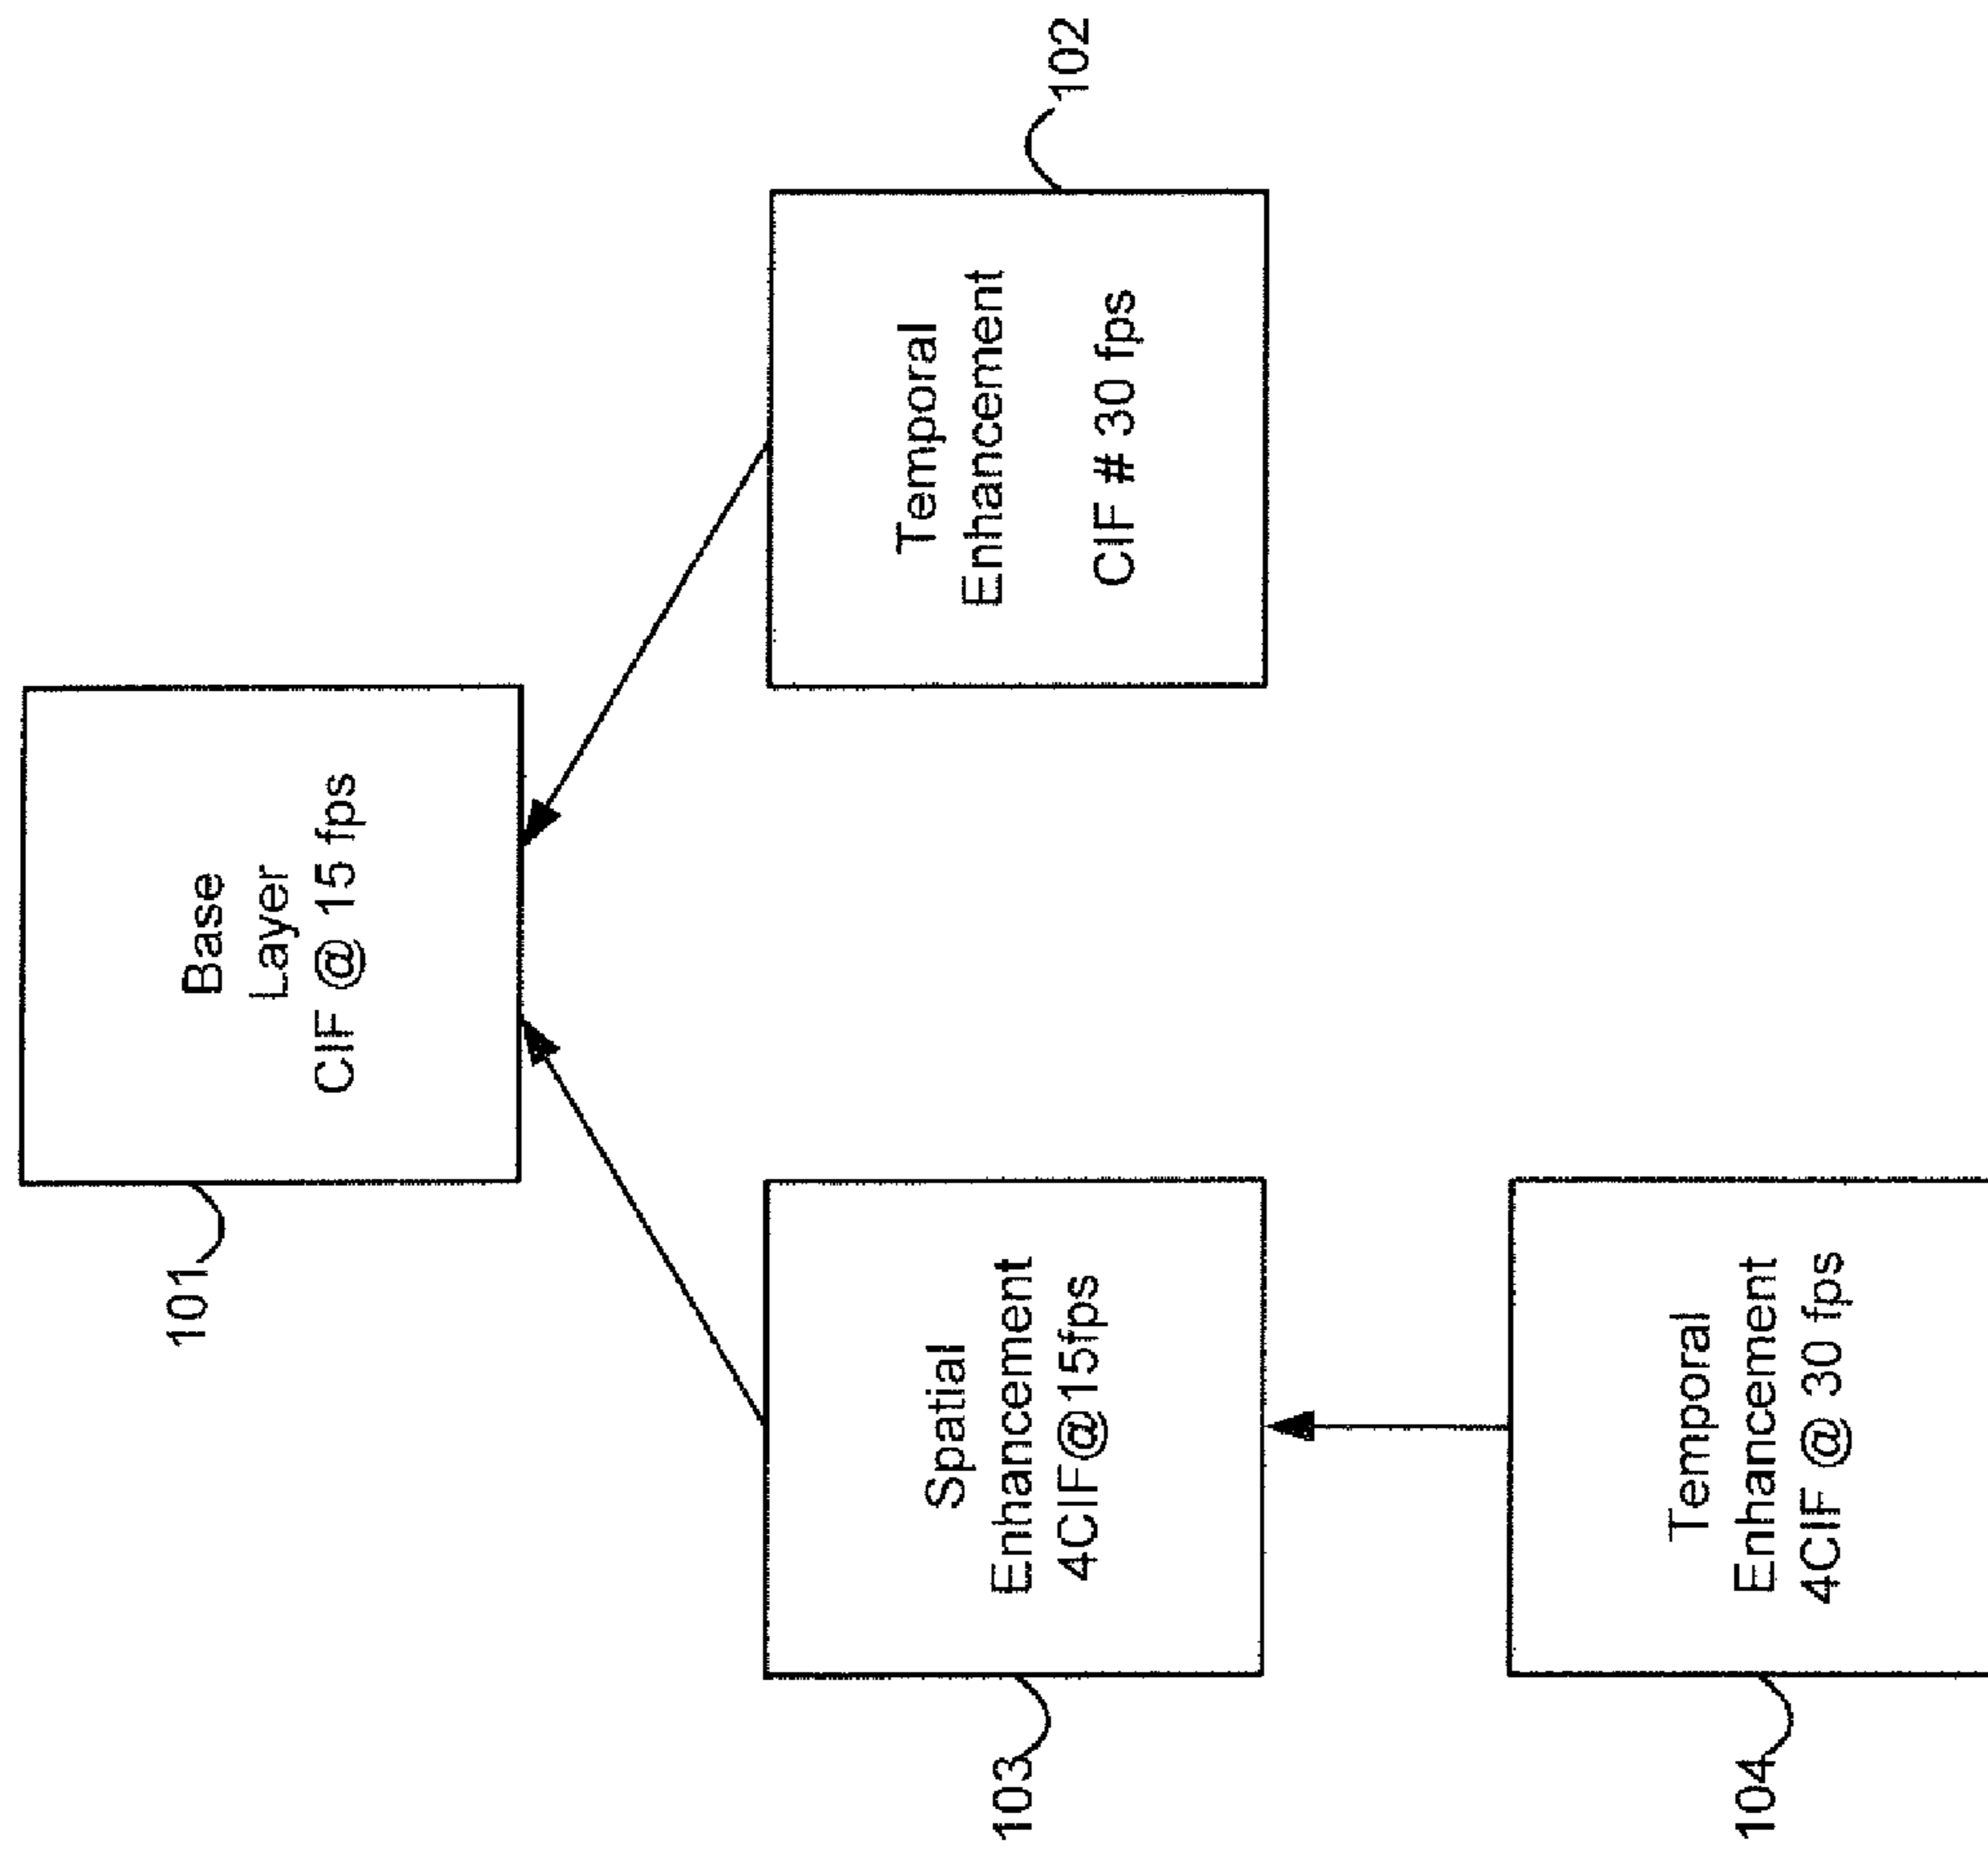 101
Base
Layer
CIF @ 15 fps
103
Spatial
Enhancement
4CIF@15fps
Temporal
Enhancement
CIF # 30 fps
102
104
Temporal
Enhancement
4CIF @ 30 fps